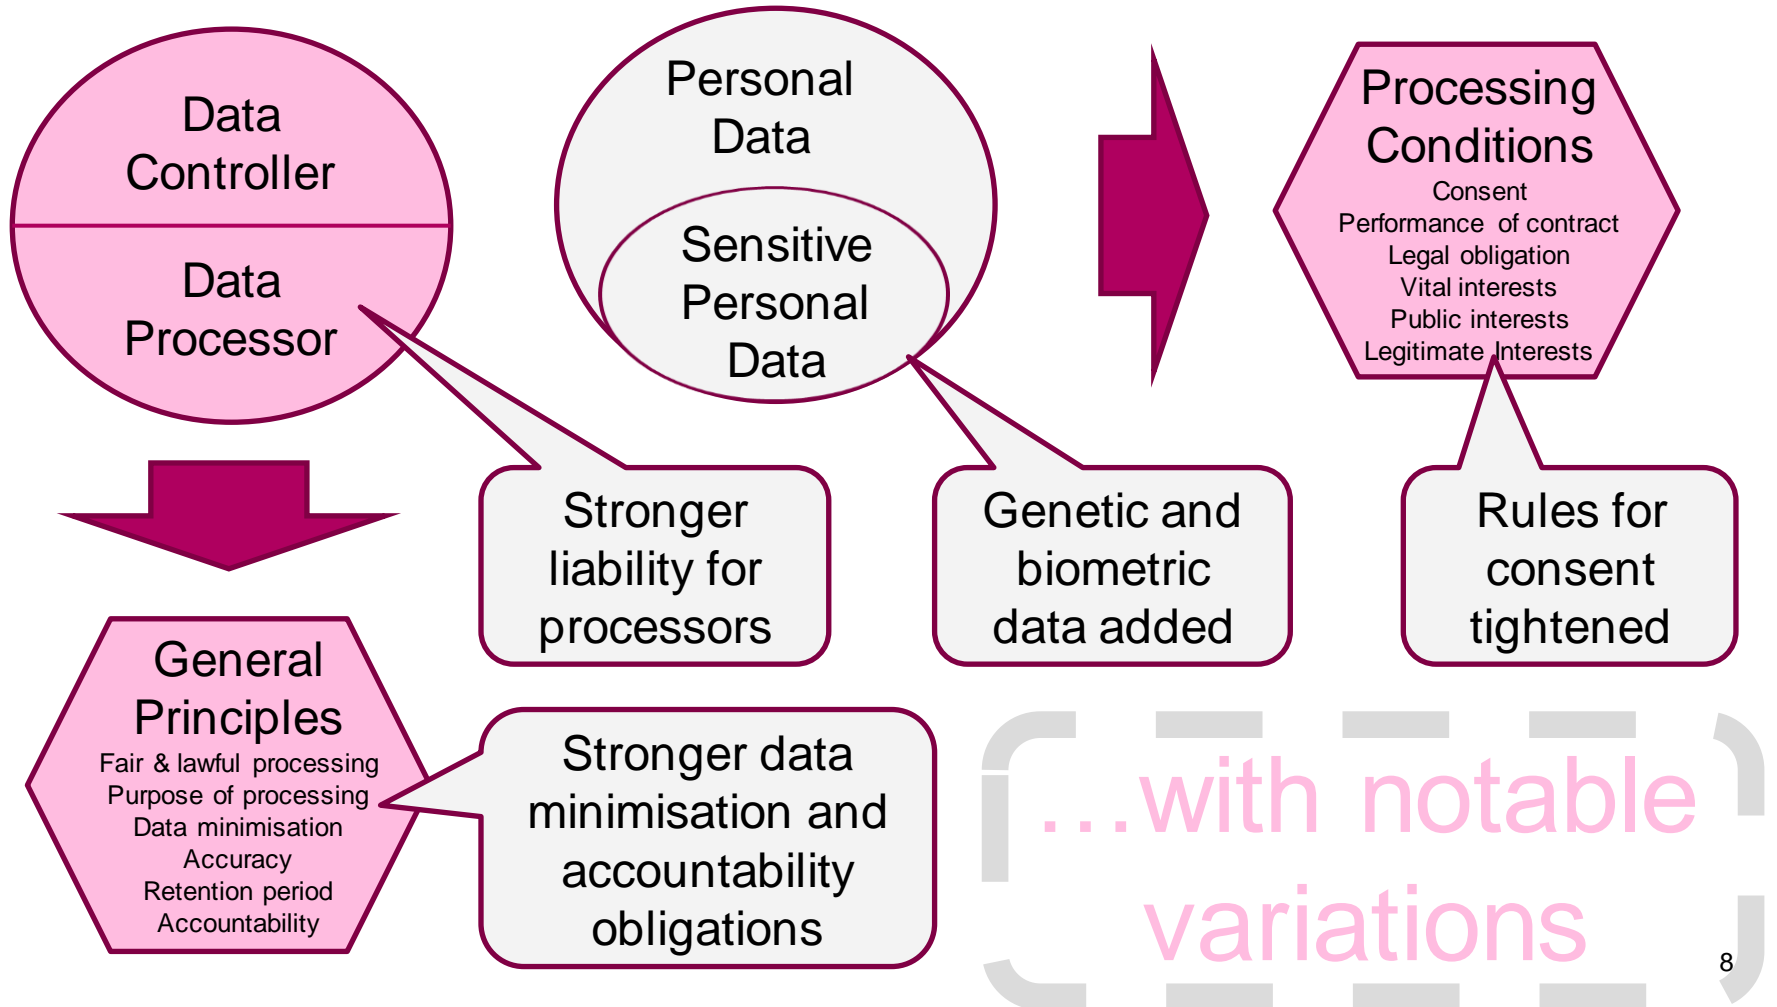 Data
Controller
Data
Processor
Personal
Data
Sensitive
Personal
Data
Processing
Conditions
Consent
Performance of contract
Legal obligation
Vital interests
Public interests
Legitimate Interests
Stronger
liability for
processors
Genetic and
biometric
data added
Rules for
consent
tightened
General
Principles
Fair & lawful processing
Purpose of processing
Data minimisation
Accuracy
Retention period
Accountability
Stronger data
minimisation and
accountability
obligations
...with notable
variations
8